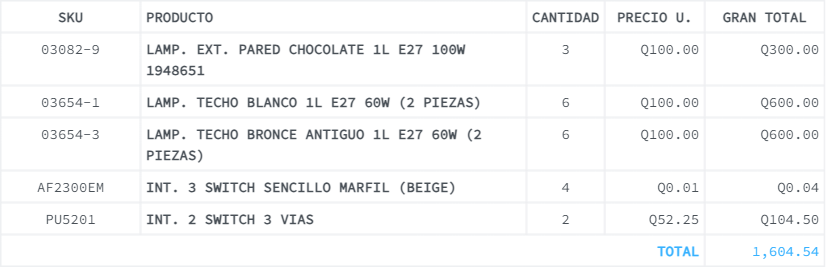 SKU PRODUCTO CANTIDAD PRECIO U. GRAN TOTAL
03082-9 LAMP. EXT. PARED CHOCOLATE 1L E27 100W 3 Q100.00 Q300.00
1948651
03654-1 LAMP. TECHO BLANCO 1L E27 60W (2 PIEZAS) 6 Q100.00 Q600.00
03654-3 LAMP. TECHO BRONCE ANTIGUO 1L E27 60W (2 6 Q100.00 Q600.00
PIEZAS)
AF2300EM INT. 3 SWITCH SENCILLO MARFIL (BEIGE) 4 Q0.01 Q0.04
PU5201 INT. 2 SWITCH 3 VIAS 2 Q52.25 Q104.50
TOTAL 1,604.54